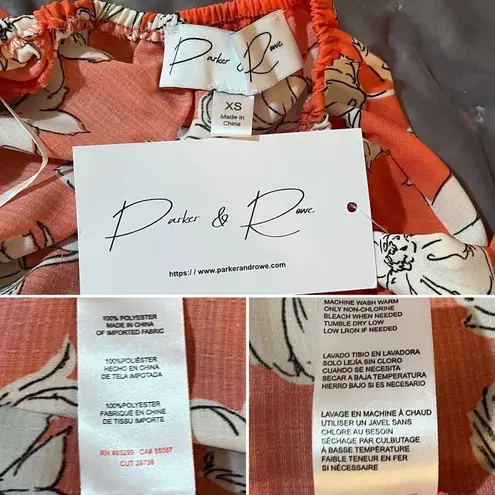 Parker & Rowe
XS
Made in
China
Parker & Rowe
https:// www.parkerandrowe.com
100% POLYESTER
MADE IN CHINA
OF IMPORTED FABRIC
100%POLIÉSTER
HECHO EN CHINA
DE TELA IMPOTADA
100%POLYESTER
FABRIQUÉ EN CHINE
DE TISSU IMPORTE
RN #83299 CA# 55087
CUT 29736
MACHINE WASH WARM
ONLY NON-CHLORINE
BLEACH WHEN NEEDED
TUMBLE DRY LOW
LOW LRON IF NEEDED
LAVADO TIBIO EN LAVADORA
SOLO LEJÍA SIN CLORO
CUANDO SE NECESITA
SECAR A BAJA TEMPERATURA
HIERRO BAJO SI ES NECESARIO
LAVAGE EN MACHINE À CHAUD
UTILISER UN JAVEL SANS
CHLORE AU BESOIN
SÉCHAGE PAR CULBUTAGE
À BASSE TEMPÉRATURE
FAIBLE TENEUR EN FER
SI NÉCESSAIRE